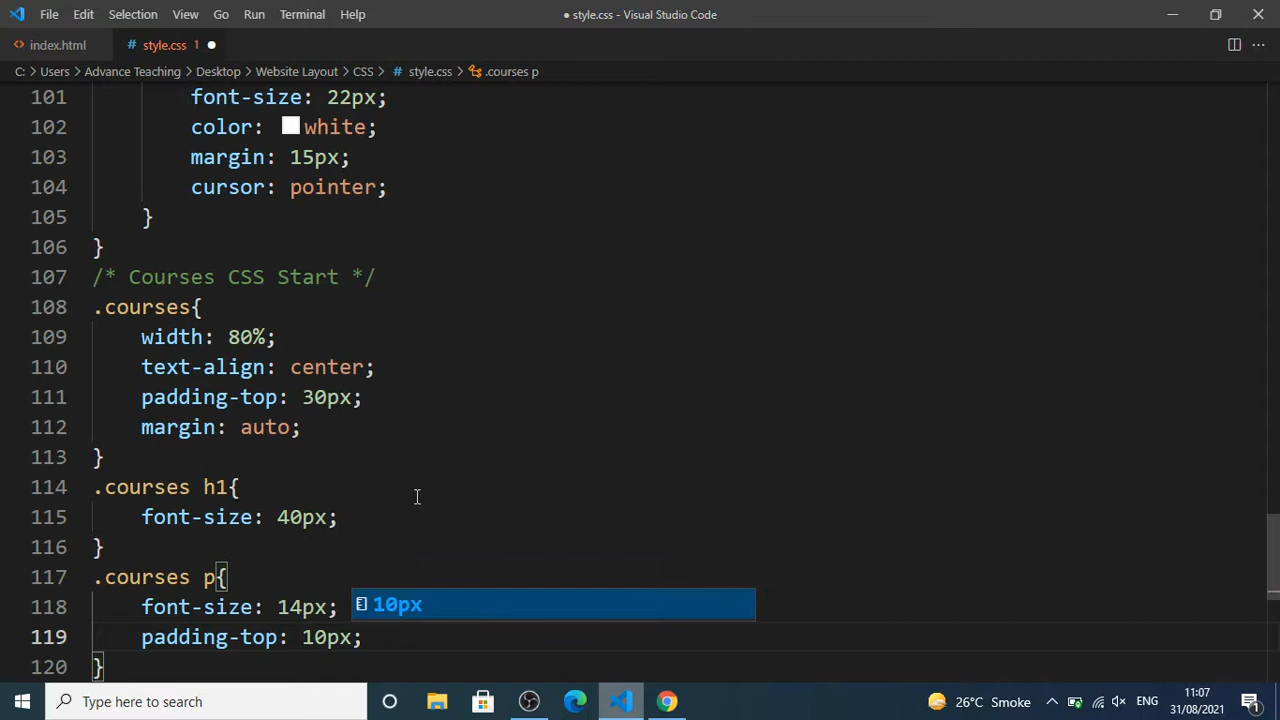 File Edit Selection View Go Run Terminal Help ● style.css - Visual Studio Code
index.html # style.css 1 ●
C: > Users > Advance Teaching > Desktop > Website Layout > CSS > # style.css > .courses p
101 font-size: 22px;
102 color: white;
103 margin: 15px;
104 cursor: pointer;
105 }
106 }
107 /* Courses CSS Start */
108 .courses{
109 width: 80%;
110 text-align: center;
111 padding-top: 30px;
112 margin: auto;
113 }
114 .courses h1{
115 font-size: 40px;
116 }
117 .courses p{
118 font-size: 14px;
10px
119 padding-top: 10px;
120 }
Type here to search
26°C Smoke
ENG
11:07
31/08/2021
1